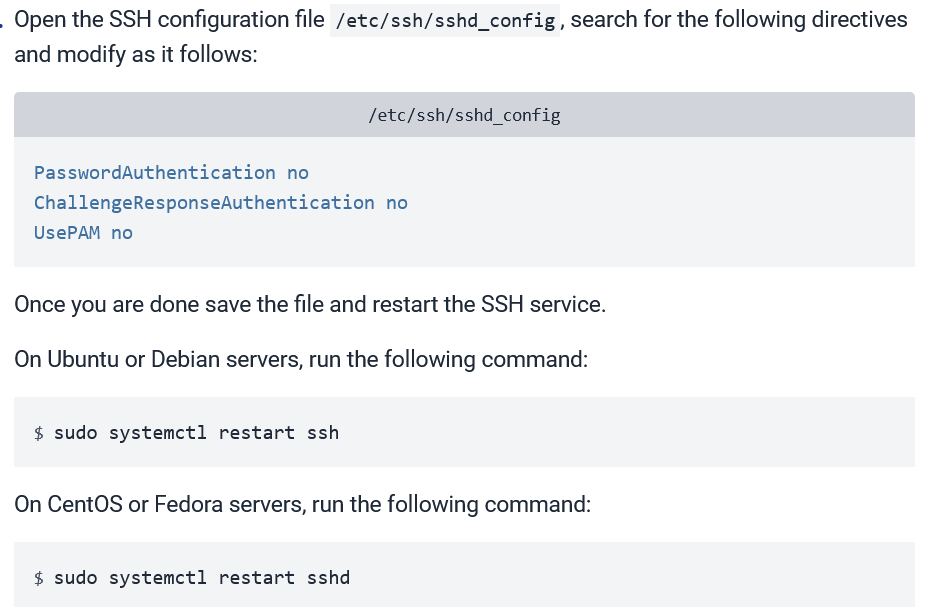 Open the SSH configuration file /etc/ssh/sshd_config, search for the following directives
and modify as it follows:
/etc/ssh/sshd_config
PasswordAuthentication no
ChallengeResponseAuthentication no
UsePAM no
Once you are done save the file and restart the SSH service.
On Ubuntu or Debian servers, run the following command:
$ sudo systemctl restart ssh
On CentOS or Fedora servers, run the following command:
$ sudo systemctl restart sshd